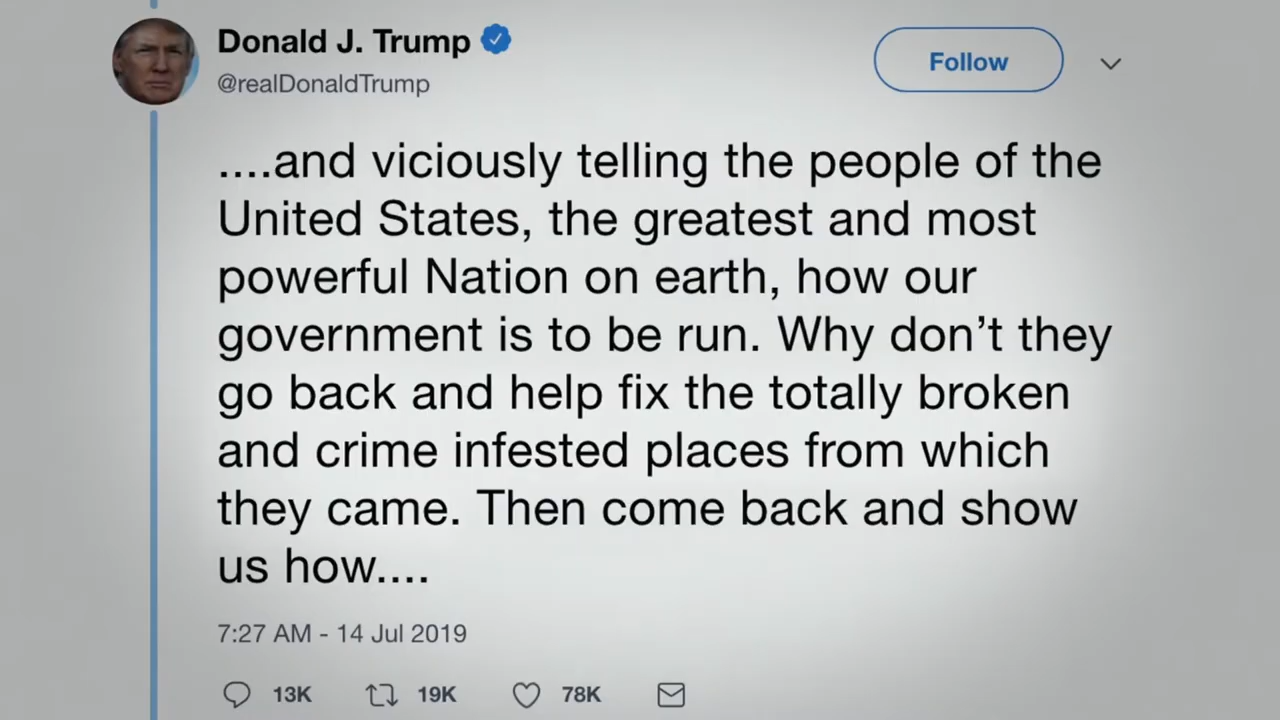 Donald J. Trump
@realDonaldTrump
Follow
....and viciously telling the people of the
United States, the greatest and most
powerful Nation on earth, how our
government is to be run. Why don’t they
go back and help fix the totally broken
and crime infested places from which
they came. Then come back and show
us how....
7:27 AM - 14 Jul 2019
13K 19K 78K